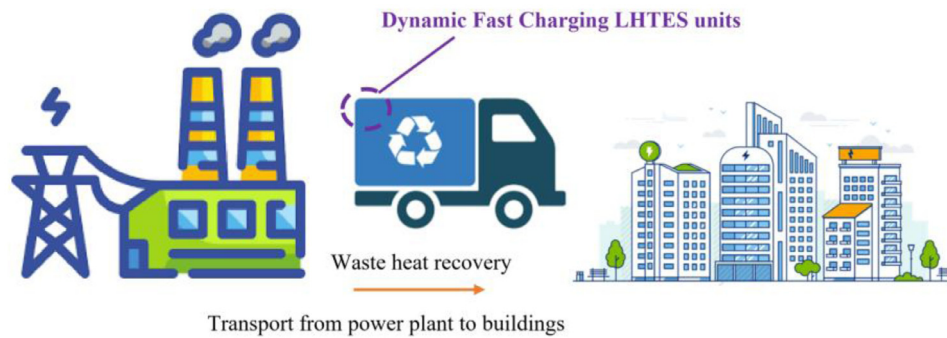 Dynamic Fast Charging LHTES units
Waste heat recovery
Transport from power plant to buildings